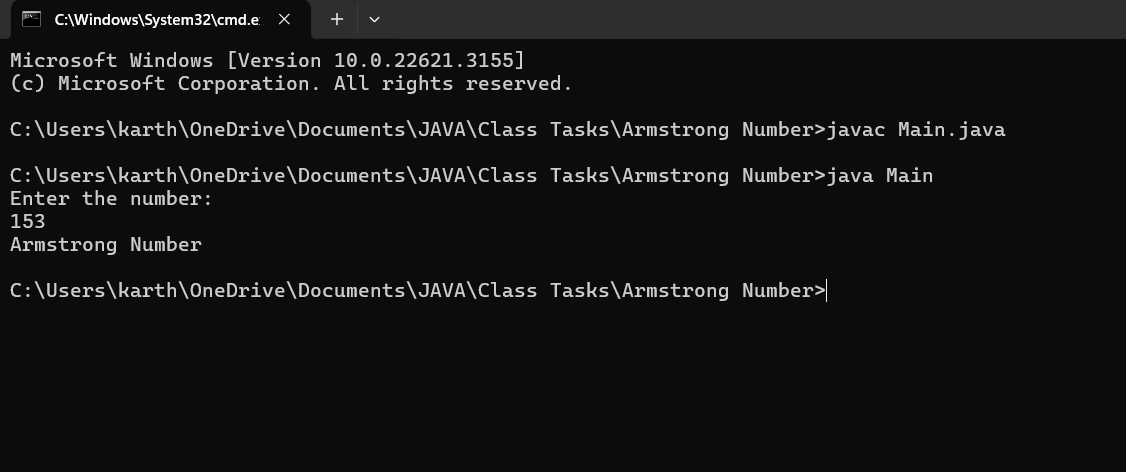 C:\Windows\System32\cmd.e
Microsoft Windows [Version 10.0.22621.3155]
(c) Microsoft Corporation. All rights reserved.
C:\Users\karth\OneDrive\Documents\JAVA\Class Tasks\Armstrong Number>javac Main.java
C:\Users\karth\OneDrive\Documents\JAVA\Class Tasks\Armstrong Number>java Main
Enter the number:
153
Armstrong Number
C:\Users\karth\OneDrive\Documents\JAVA\Class Tasks\Armstrong Number>